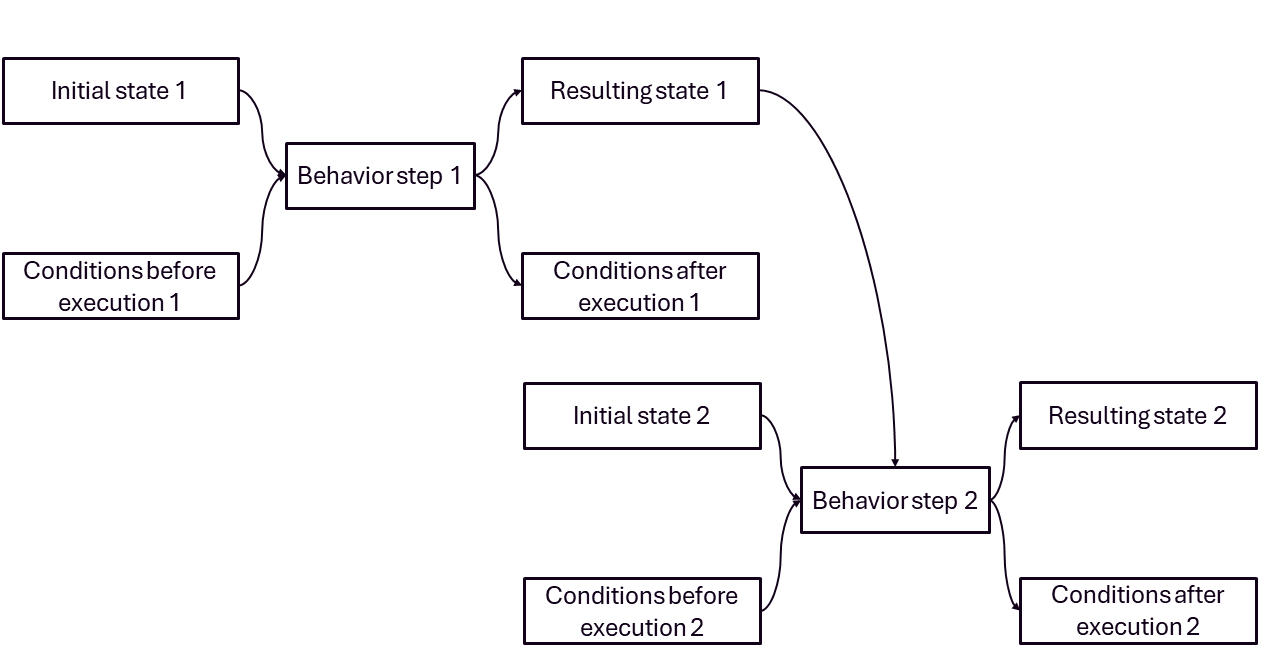 Initial state 1
Resulting state 1
Behavior step 1
Conditions before
execution 1
Conditions after
execution 1
Initial state 2
Resulting state 2
Behavior step 2
Conditions before
execution 2
Conditions after
execution 2